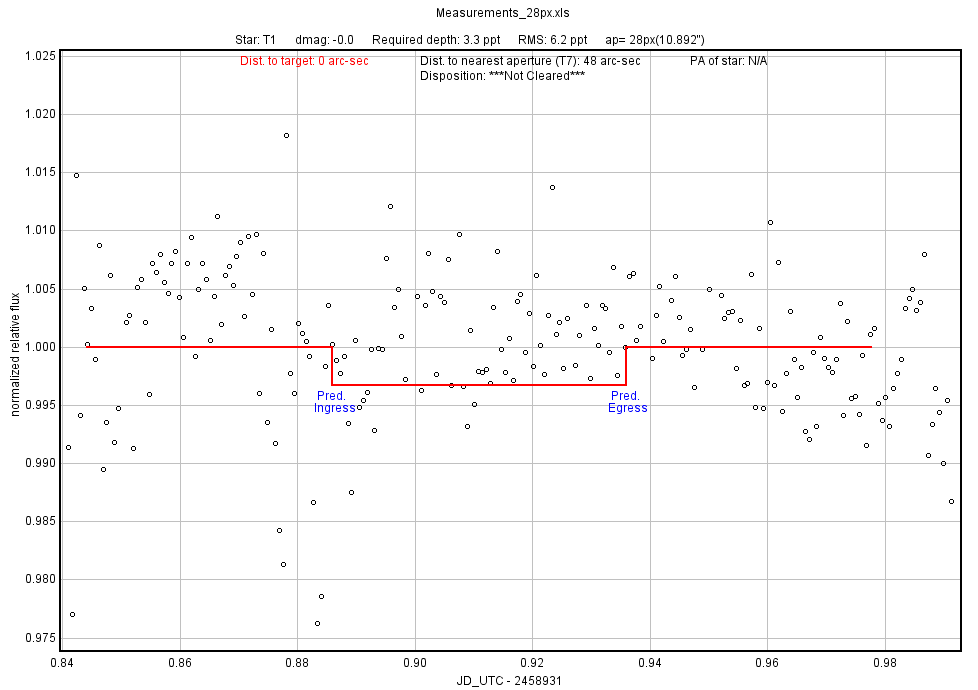 Measurements_28px.xls
Star: T1 dmag: -0.0 Required depth: 3.3 ppt RMS: 6.2 ppt ap= 28px(10.892")
Dist. to target: 0 arc-sec Dist. to nearest aperture (T7): 48 arc-sec PA of star: N/A
Disposition: ***Not Cleared***
1.025
1.020
1.015
1.010
1.005
1.000
0.995
0.990
0.985
0.980
0.975
normalized relative flux
Pred.
Ingress
Pred.
Egress
0.84 0.86 0.88 0.90 0.92 0.94 0.96 0.98
JD_UTC - 2458931